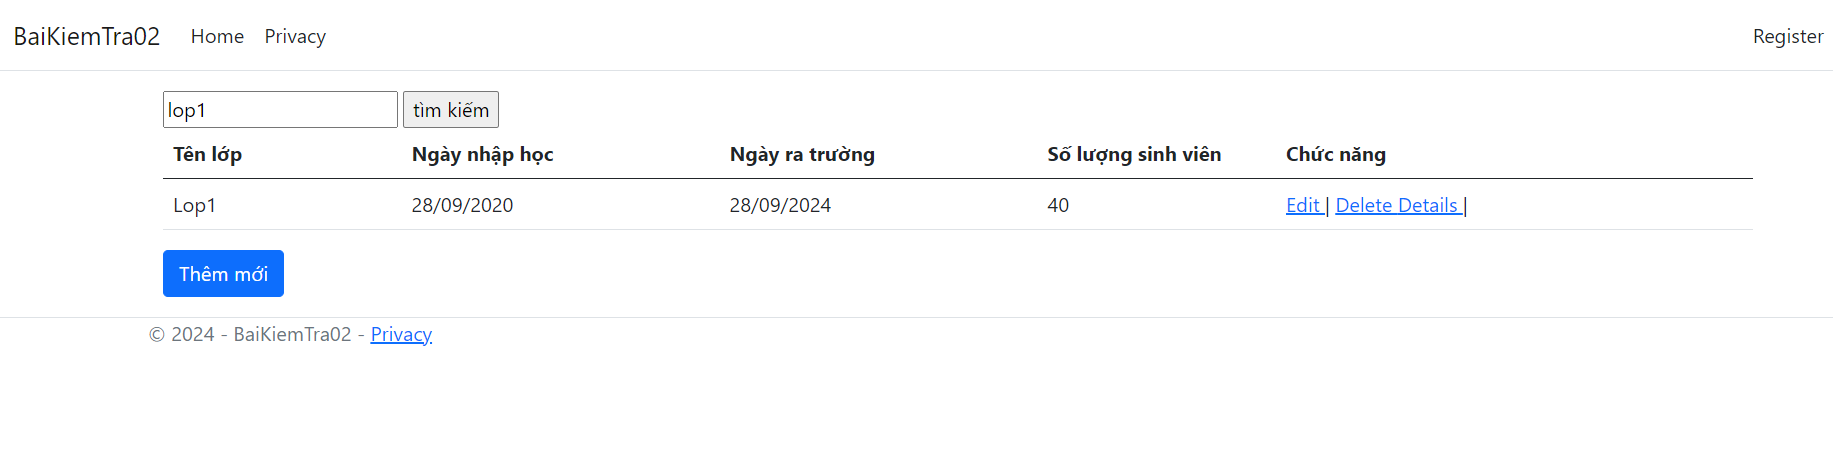 BaiKiemTra02 Home Privacy Register
lop1 tìm kiếm
Tên lớp Ngày nhập học Ngày ra trường Số lượng sinh viên Chức năng
Lop1 28/09/2020 28/09/2024 40 Edit | Delete Details |
Thêm mới
© 2024 - BaiKiemTra02 - Privacy